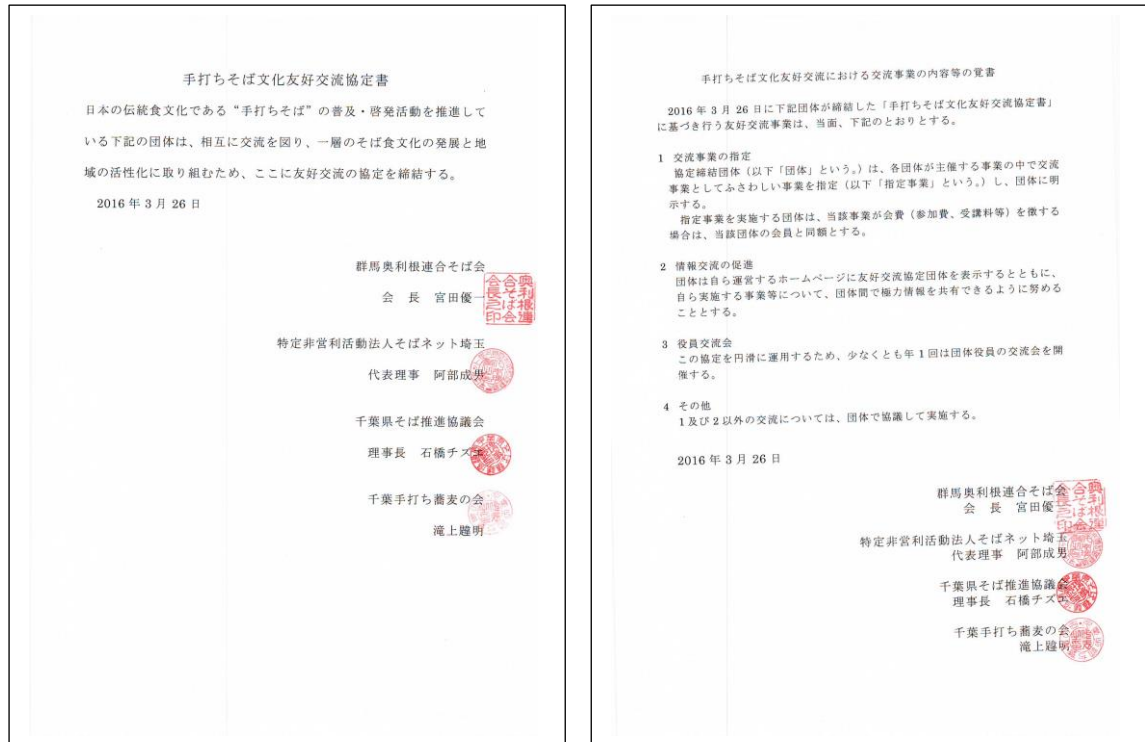 手打ちそば文化友好交流協定書
日本の伝統食文化である“手打ちそば”の普及・啓発活動を推進して
いる下記の団体は、相互に交流を図り、一層のそば食文化の発展と地
域の活性化に取り組むため、ここに友好交流の協定を締結する。
2016年3月26日
群馬奥利根連合そば会
会 長 宮田優一
奥利根連
合そば会
会長之印
特定非営利活動法人そばネット埼玉
代表理事 阿部成男
千葉県そば推進協議会
理事長 石橋チズエ
千葉手打ち蕎麦の会
滝上 明
手打ちそば文化友好交流における交流事業の内容等の覚書
2016年3月26日に下記団体が締結した「手打ちそば文化友好交流協定書」
に基づき行う友好交流事業は、当面、下記のとおりとする。
1 交流事業の指定
協定締結団体（以下「団体」という。）は、各団体が主催する事業の中で交流
事業としてふさわしい事業を指定（以下「指定事業」という。）し、団体に明
示する。
指定事業を実施する団体は、当該事業が会費（参加費、受講料等）を徴する
場合は、当該団体の会員と同額とする。
2 情報交流の促進
団体は自ら運営するホームページに友好交流協定団体を表示するとともに、
自ら実施する事業等について、団体間で極力情報を共有できるように努める
こととする。
3 役員交流会
この協定を円滑に運用するため、少なくとも年1回は団体役員の交流会を開
催する。
4 その他
1及び2以外の交流については、団体で協議して実施する。
2016年3月26日
群馬奥利根連合そば会
会 長 宮田優一
奥利根連
合そば会
会長之印
特定非営利活動法人そばネット埼玉
代表理事 阿部成男
千葉県そば推進協議会
理事長 石橋チズエ
千葉手打ち蕎麦の会
滝上 明